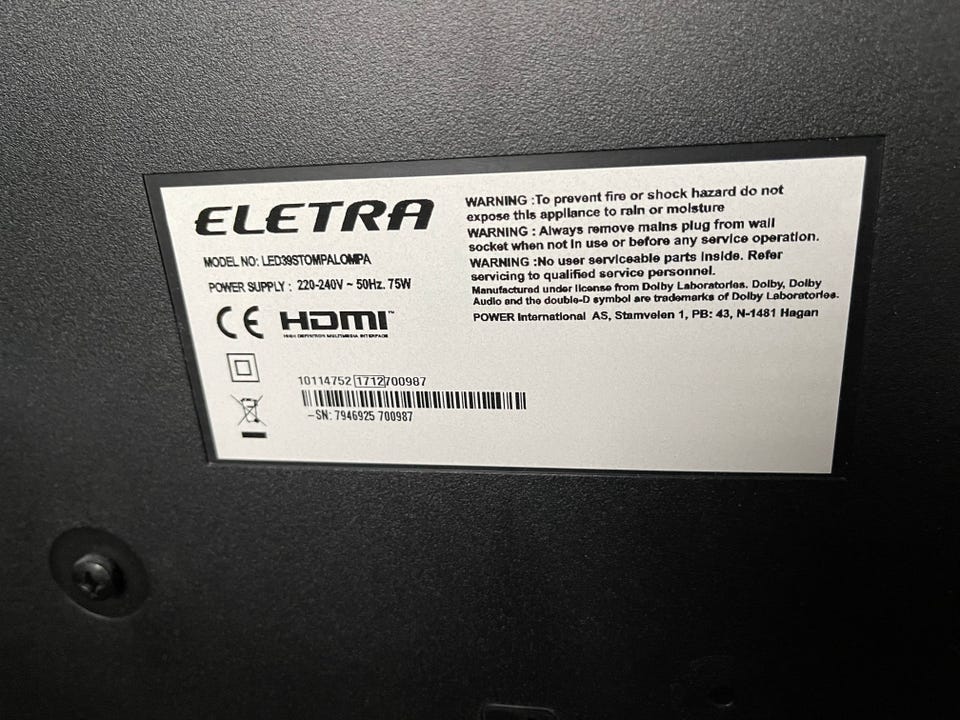 ELETRA
MODEL NO: LED39STOMPALOMPA
POWER SUPPLY : 220-240V ~ 50Hz. 75W
CE HDMI™
HIGH DEFINITION MULTIMEDIA INTERFACE
10114752 1712 700987
-SN: 7946925 700987
WARNING :To prevent fire or shock hazard do not
expose this appliance to rain or moisture
WARNING : Always remove mains plug from wall
socket when not in use or before any service operation.
WARNING :No user serviceable parts inside. Refer
servicing to qualified service personnel.
Manufactured under license from Dolby Laboratories. Dolby, Dolby
Audio and the double-D symbol are trademarks of Dolby Laboratories.
POWER International AS, Stamveien 1, PB: 43, N-1481 Hagan